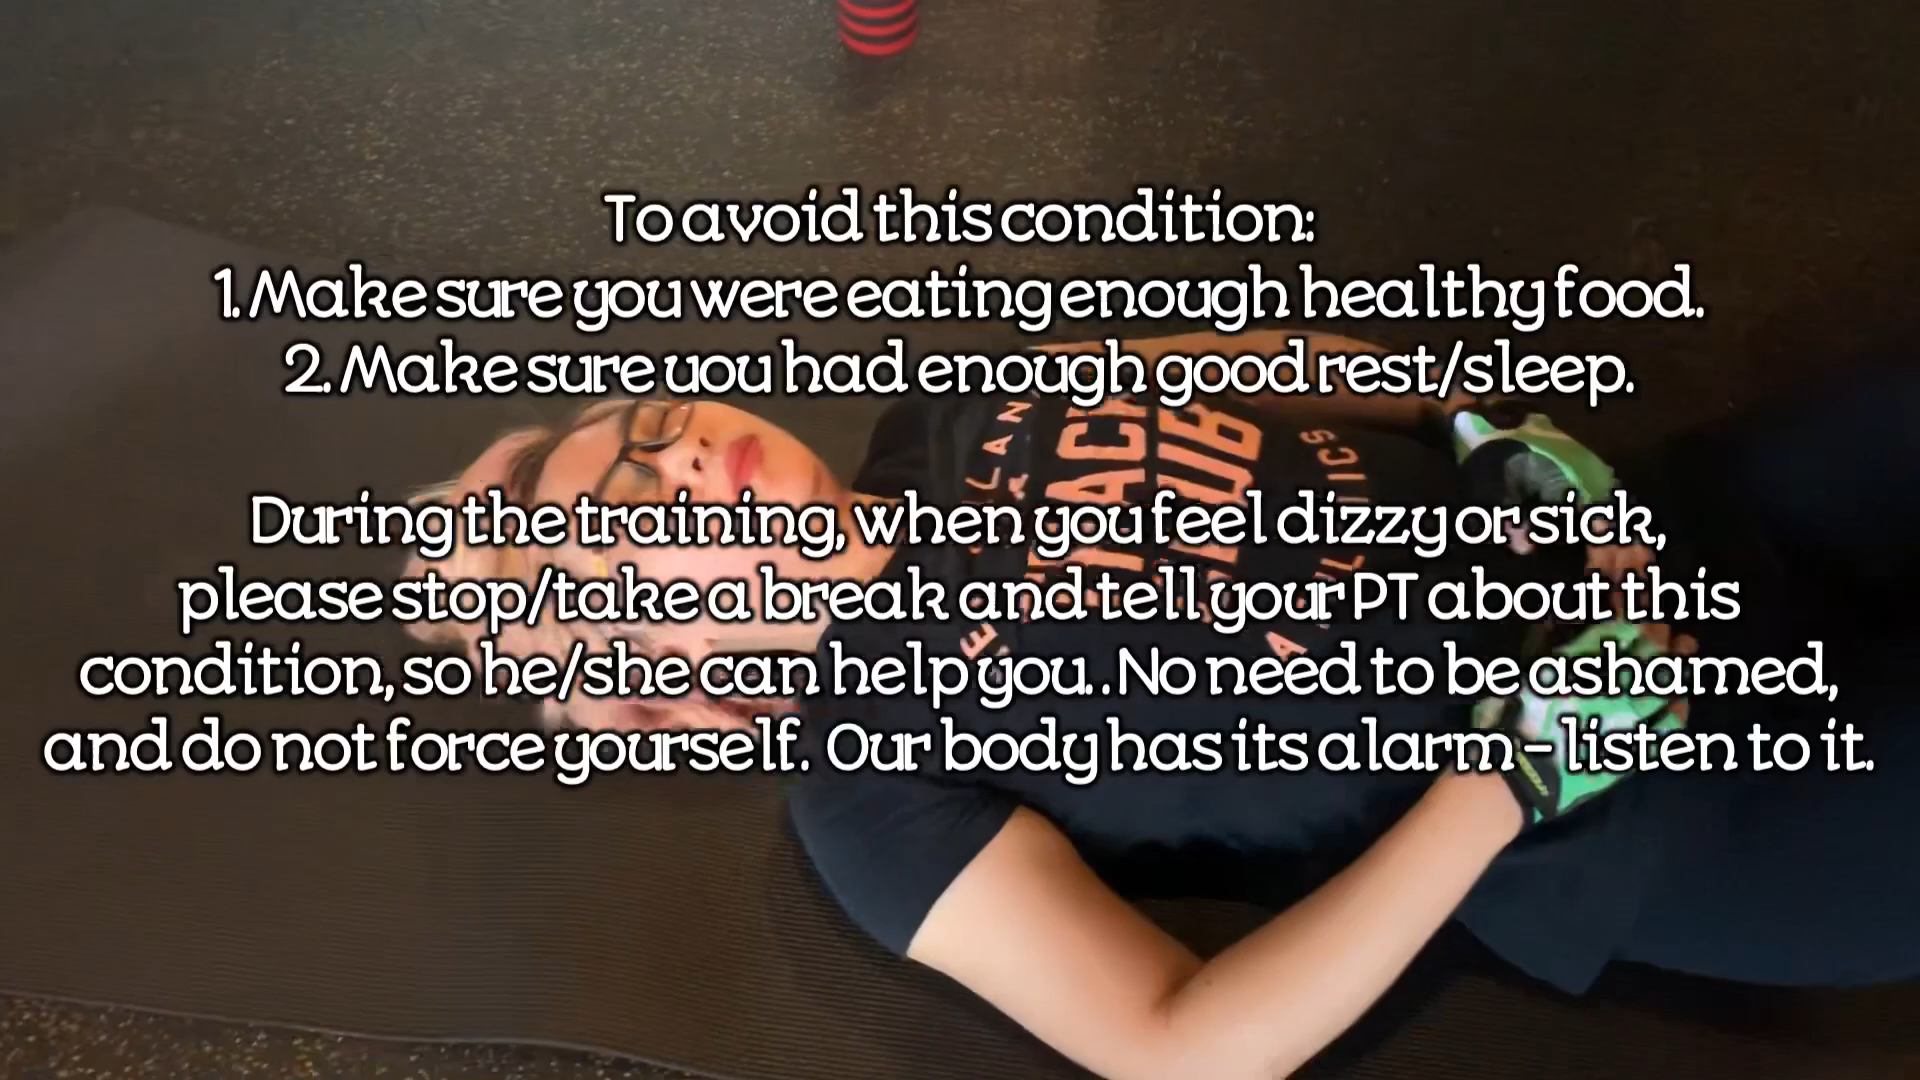 To avoid this condition:
1. Make sure you were eating enough healthy food.
2. Make sure you had enough good rest/sleep.
During the training, when you feel dizzy or sick,
please stop/take a break and tell your PT about this
condition, so he/she can help you. . No need to be ashamed,
and do not force yourself. Our body has its alarm - listen to it.